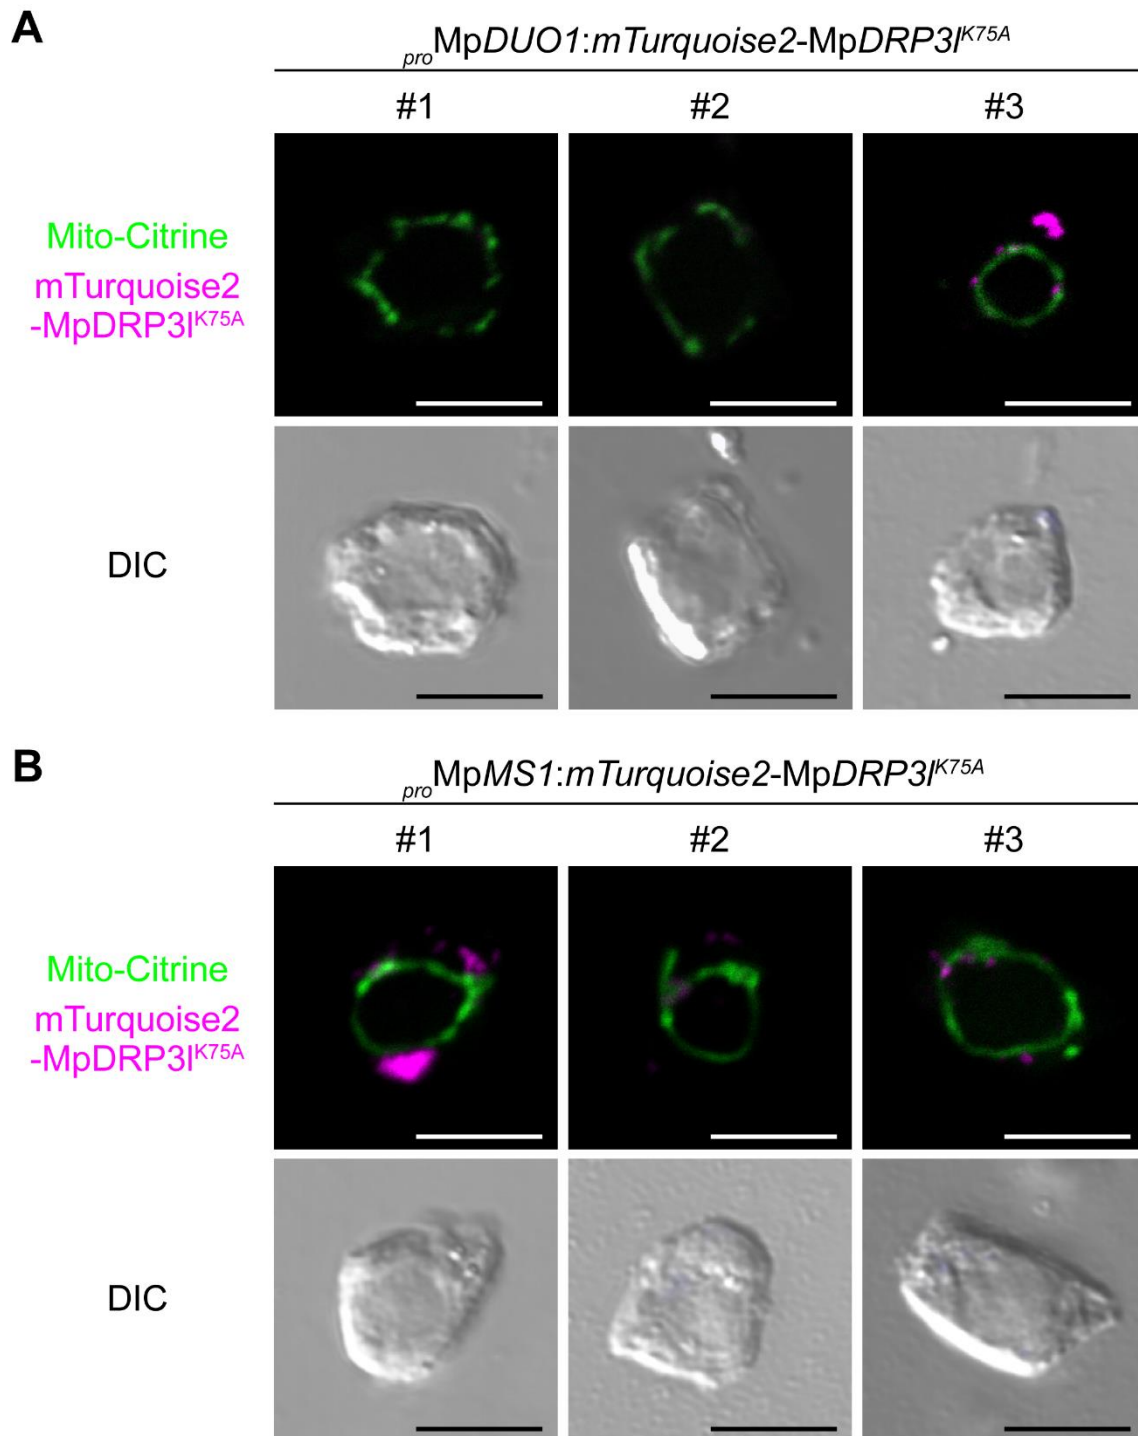 A
proMpDUO1:mTurquoise2-MpDRP3lK75A
#1 #2 #3
Mito-Citrine
mTurquoise2
-MpDRP3lK75A
DIC
B
proMpMS1:mTurquoise2-MpDRP3lK75A
#1 #2 #3
Mito-Citrine
mTurquoise2
-MpDRP3lK75A
DIC